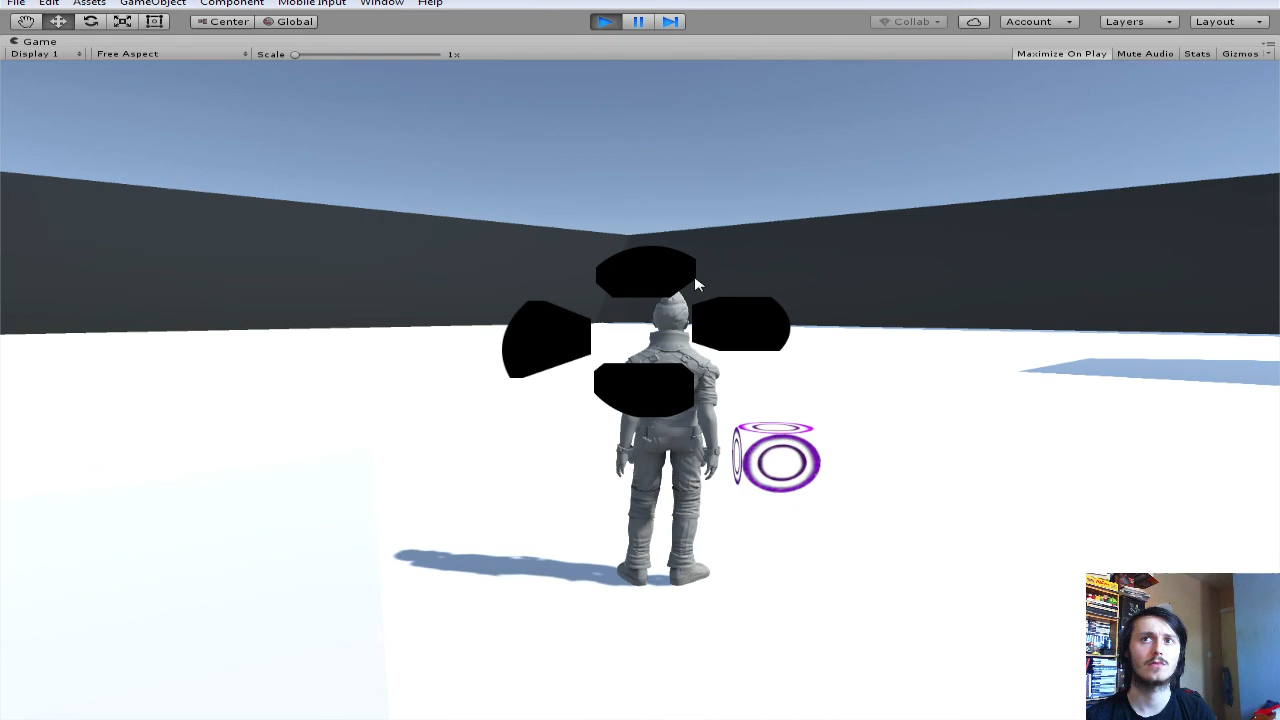 File Edit Assets GameObject Component Mobile Input Window Help
Center Global Collab Account Layers Layout
Game
Display 1 Free Aspect Scale 1x Maximize On Play Mute Audio Stats Gizmos